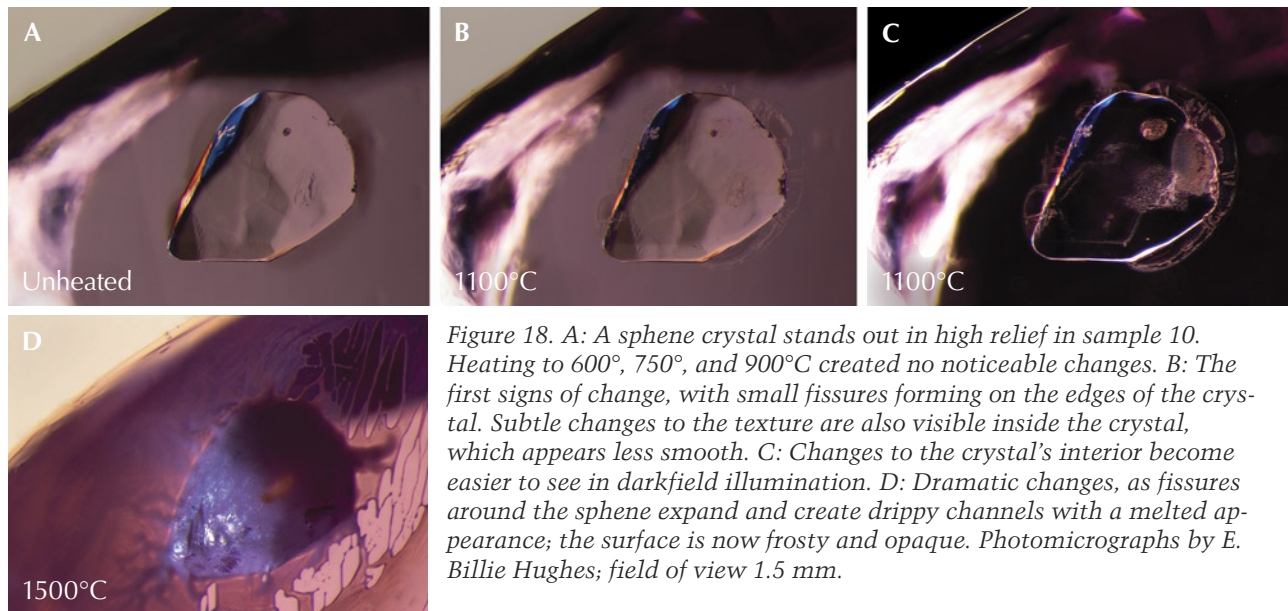 A
Unheated
B
1100°C
C
1100°C
D
1500°C
Figure 18. A: A sphene crystal stands out in high relief in sample 10.
Heating to 600°, 750°, and 900°C created no noticeable changes. B: The
first signs of change, with small fissures forming on the edges of the crys-
tal. Subtle changes to the texture are also visible inside the crystal,
which appears less smooth. C: Changes to the crystal's interior become
easier to see in darkfield illumination. D: Dramatic changes, as fissures
around the sphene expand and create drippy channels with a melted ap-
pearance; the surface is now frosty and opaque. Photomicrographs by E.
Billie Hughes; field of view 1.5 mm.